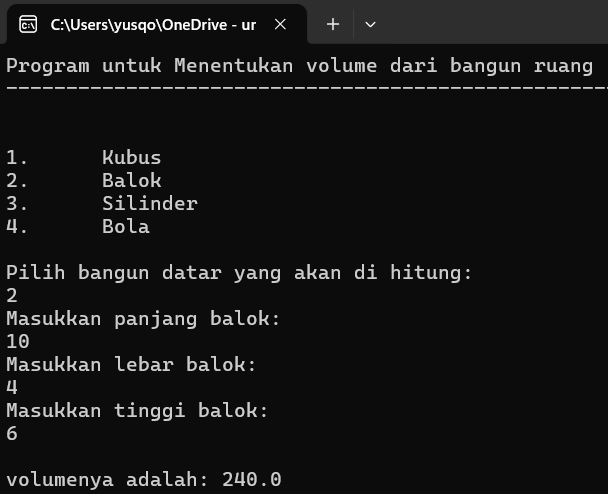 C:\Users\yusqo\OneDrive - ur
Program untuk Menentukan volume dari bangun ruang
--------------------------------------------------
1. Kubus
2. Balok
3. Silinder
4. Bola
Pilih bangun datar yang akan di hitung:
2
Masukkan panjang balok:
10
Masukkan lebar balok:
4
Masukkan tinggi balok:
6
volumenya adalah: 240.0